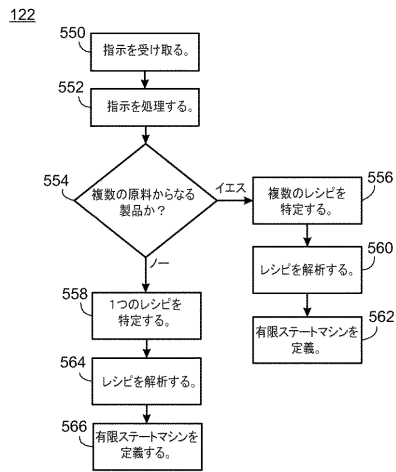 122
550
指示を受け取る。
552
指示を処理する。
554
複数の原料からなる
製品か？
イエス
ノー
556
複数のレシピを
特定する。
560
レシピを解析する。
562
有限ステートマシンを
定義。
558
1つのレシピを
特定する。
564
レシピを解析する。
566
有限ステートマシンを
定義する。